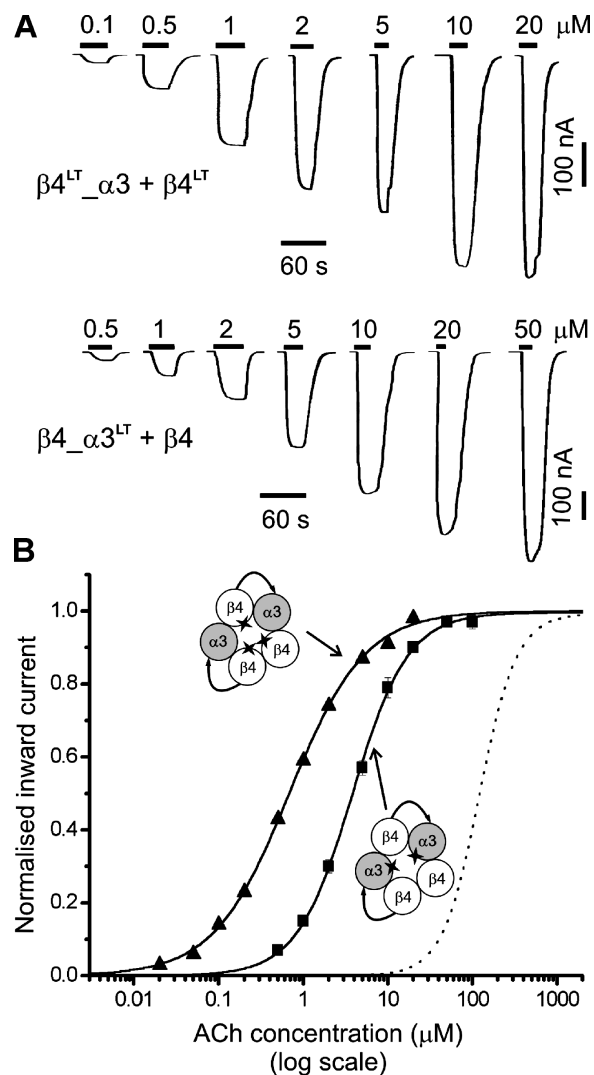 A
0.1 0.5 1 2 5 10 20 μM
β4ᴸᵀ_α3 + β4ᴸᵀ
100 nA
60 s
0.5 1 2 5 10 20 50 μM
β4_α3ᴸᵀ + β4
100 nA
60 s
B
Normalised inward current
1.0
0.8
0.6
0.4
0.2
0.0
β4
α3
α3
β4
β4
β4
α3
α3
β4
β4
0.01 0.1 1 10 100 1000
ACh concentration (μM)
(log scale)